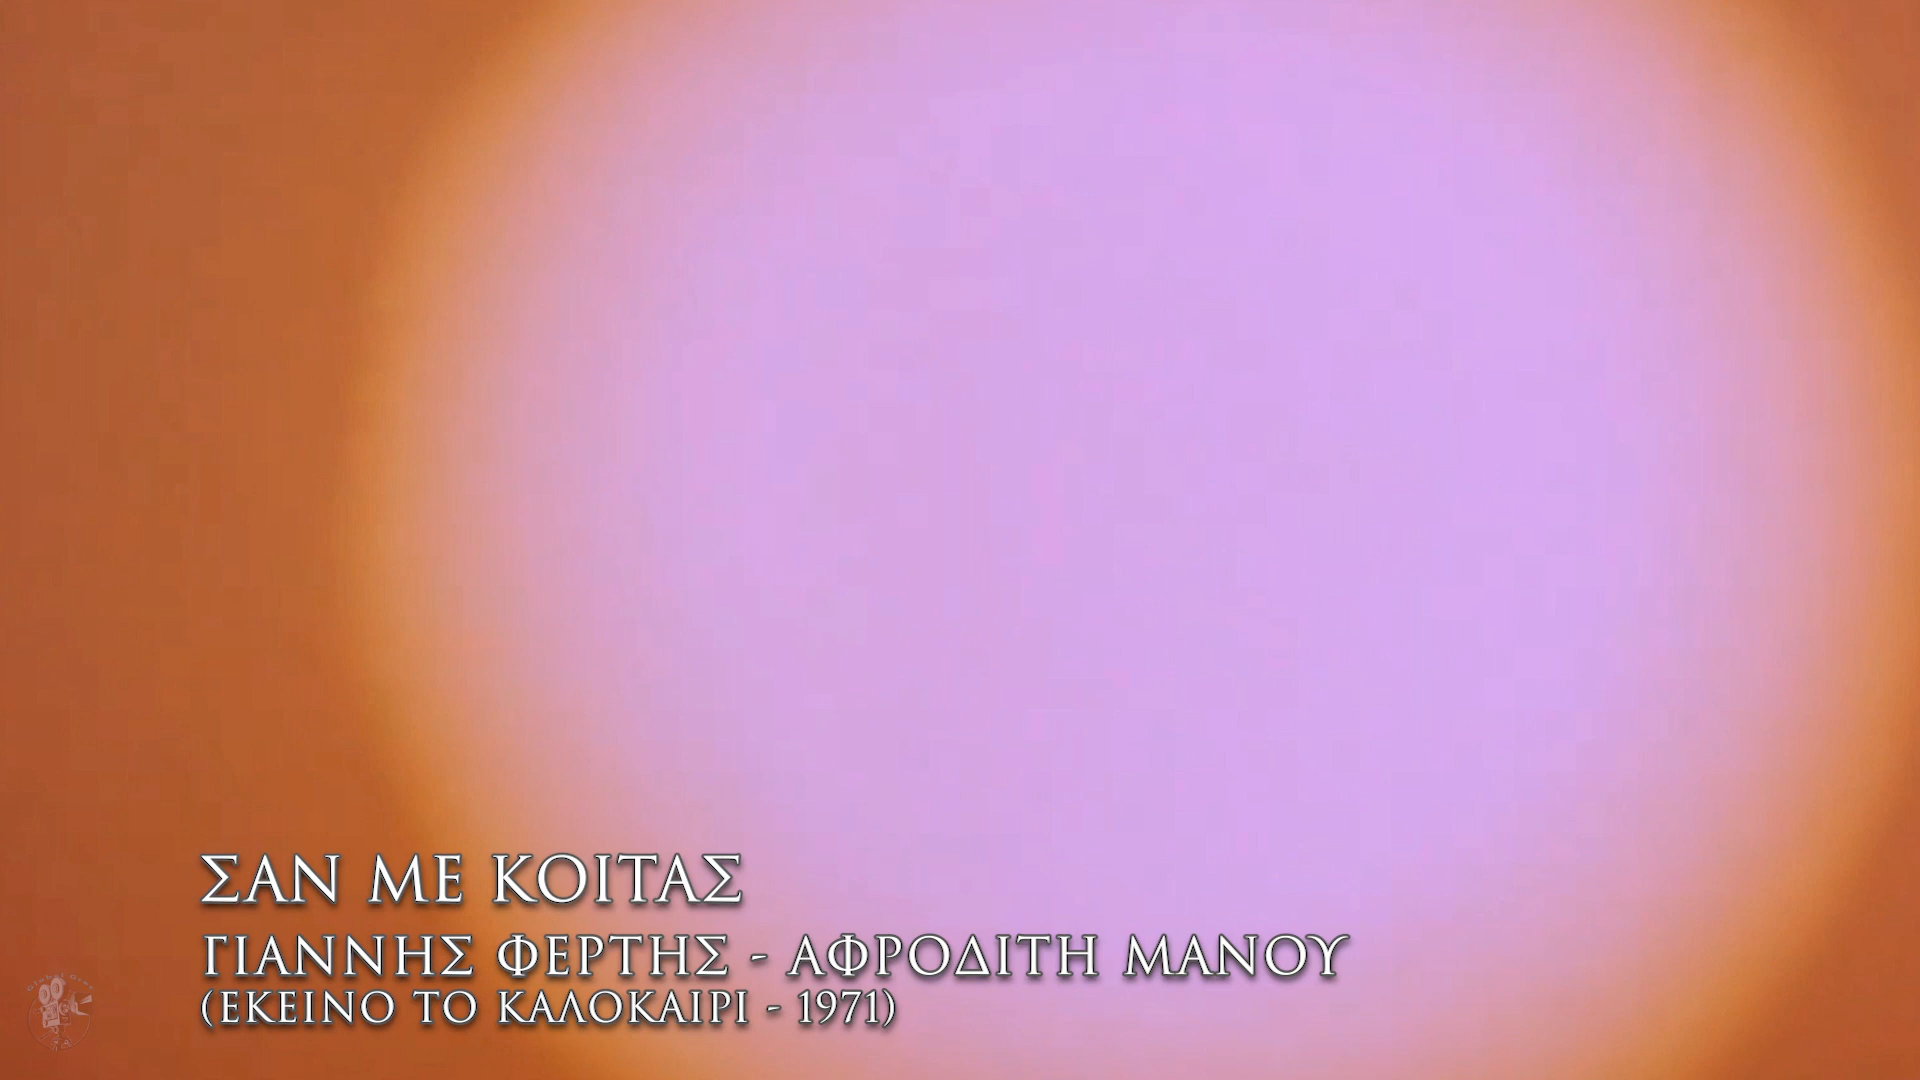 ΣΑΝ ΜΕ ΚΟΙΤΑΣ
ΓΙΑΝΝΗΣ ΦΕΡΤΗΣ - ΑΦΡΟΔΙΤΗ ΜΑΝΟΥ
(ΕΚΕΙΝΟ ΤΟ ΚΑΛΟΚΑΙΡΙ - 1971)